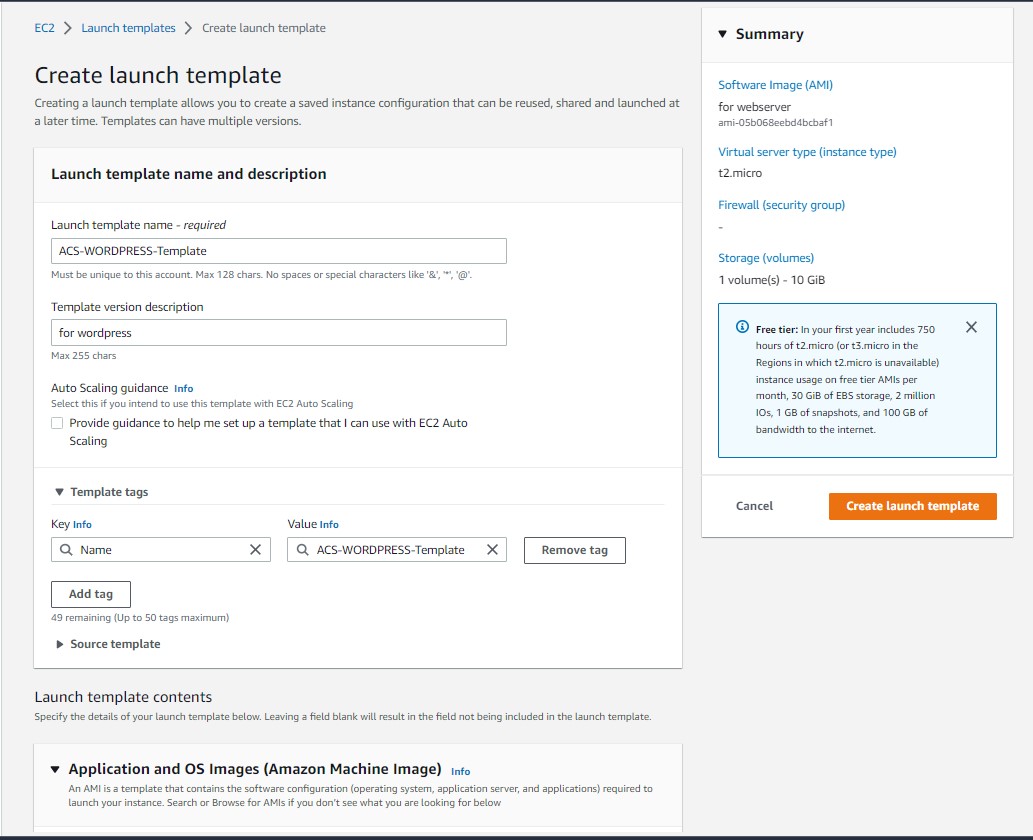 EC2 > Launch templates > Create launch template
Create launch template
Creating a launch template allows you to create a saved instance configuration that can be reused, shared and launched at
a later time. Templates can have multiple versions.
Launch template name and description
Launch template name - required
ACS-WORDPRESS-Template
Must be unique to this account. Max 128 chars. No spaces or special characters like '&', '*', '@'.
Template version description
for wordpress
Max 255 chars
Auto Scaling guidance Info
Select this if you intend to use this template with EC2 Auto Scaling
Provide guidance to help me set up a template that I can use with EC2 Auto
Scaling
Template tags
Key Info
Value Info
Name
ACS-WORDPRESS-Template
Remove tag
Add tag
49 remaining (Up to 50 tags maximum)
Source template
Launch template contents
Specify the details of your launch template below. Leaving a field blank will result in the field not being included in the launch template.
Application and OS Images (Amazon Machine Image) Info
An AMI is a template that contains the software configuration (operating system, application server, and applications) required to
launch your instance. Search or Browse for AMIs if you don't see what you are looking for below
Summary
Software Image (AMI)
for webserver
ami-05b068eebd4bcbaf1
Virtual server type (instance type)
t2.micro
Firewall (security group)
-
Storage (volumes)
1 volume(s) - 10 GiB
Free tier: In your first year includes 750
hours of t2.micro (or t3.micro in the
Regions in which t2.micro is unavailable)
instance usage on free tier AMIs per
month, 30 GiB of EBS storage, 2 million
IOs, 1 GB of snapshots, and 100 GB of
bandwidth to the internet.
Cancel
Create launch template